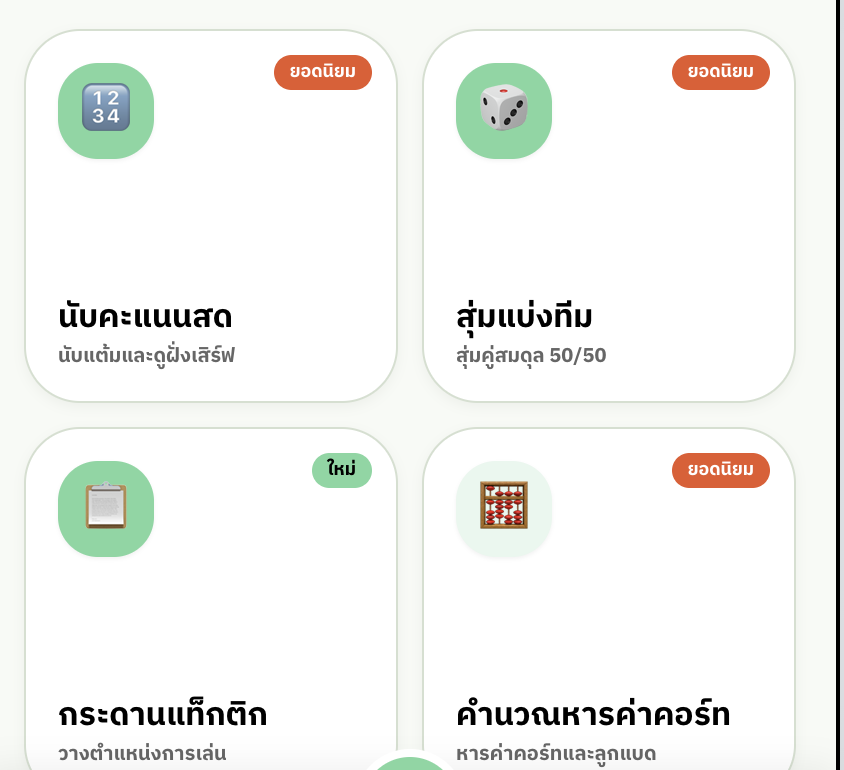 1234
ยอดนิยม
นับคะแนนสด
นับแต้มและดูฝั่งเสิร์ฟ
ยอดนิยม
สุ่มแบ่งทีม
สุ่มคู่สมดุล 50/50
ใหม่
กระดานแท็กติก
วางตำแหน่งการเล่น
ยอดนิยม
คำนวณหารค่าคอร์ท
หารค่าคอร์ทและลูกแบด